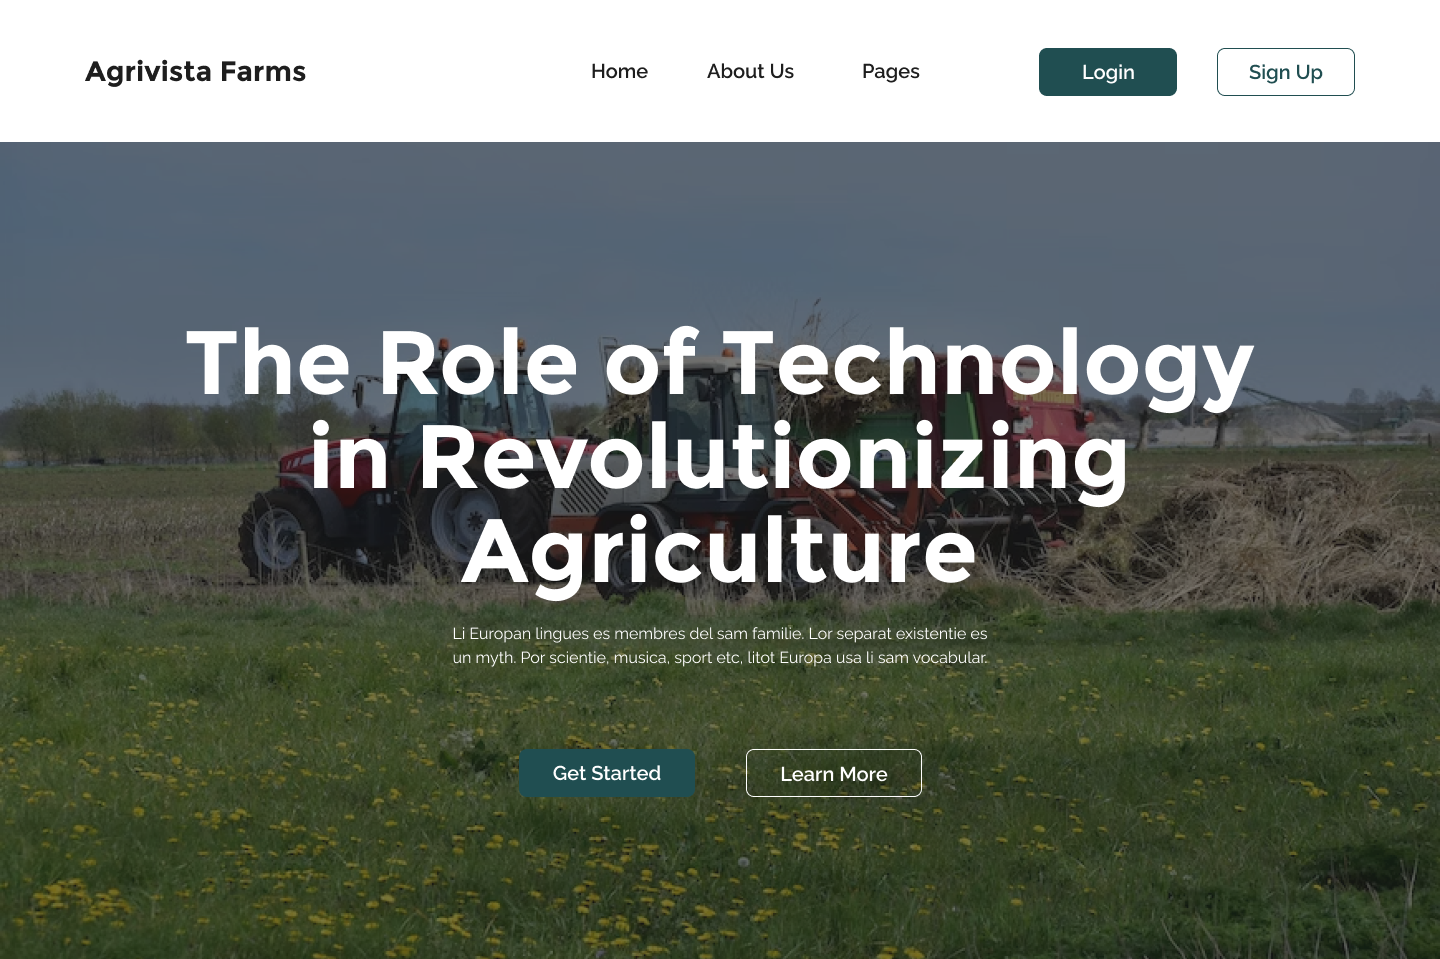 Agrivista Farms
Home
About Us
Pages
Login
Sign Up
The Role of Technology
in Revolutionizing
Agriculture
Li Europan lingues es membres del sam familie. Lor separat existentie es
un myth. Por scientie, musica, sport etc, litot Europa usa li sam vocabular.
Get Started
Learn More